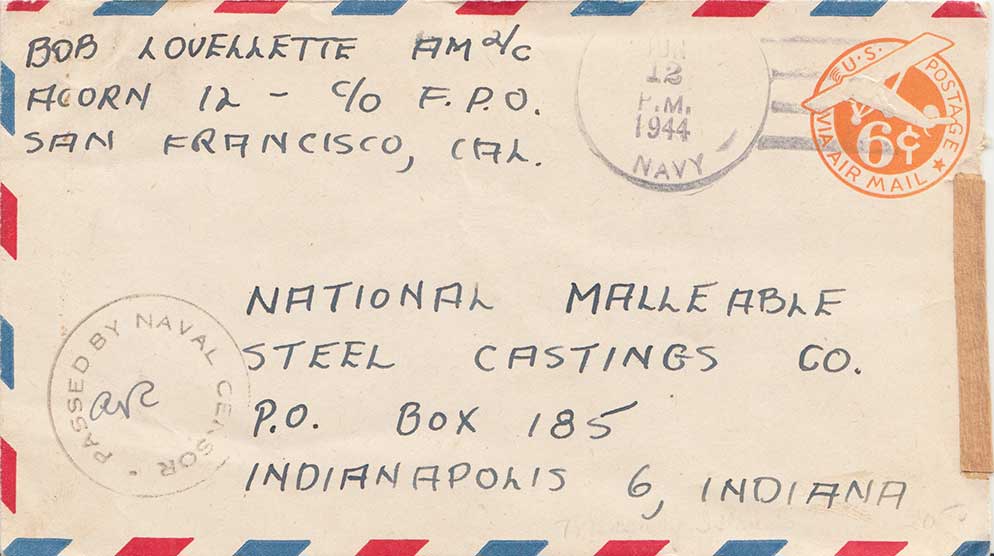 BOB LOUELLETTE AM 2/C
ACORN 12 - C/O F.P.O.
SAN FRANCISCO, CAL.
12
P.M.
1944
NAVY
U.S. POSTAGE
6¢
VIA AIR MAIL
NATIONAL MALLEABLE
STEEL CASTINGS CO.
P.O. BOX 185
INDIANAPOLIS 6, INDIANA
PASSED BY NAVAL CENSOR